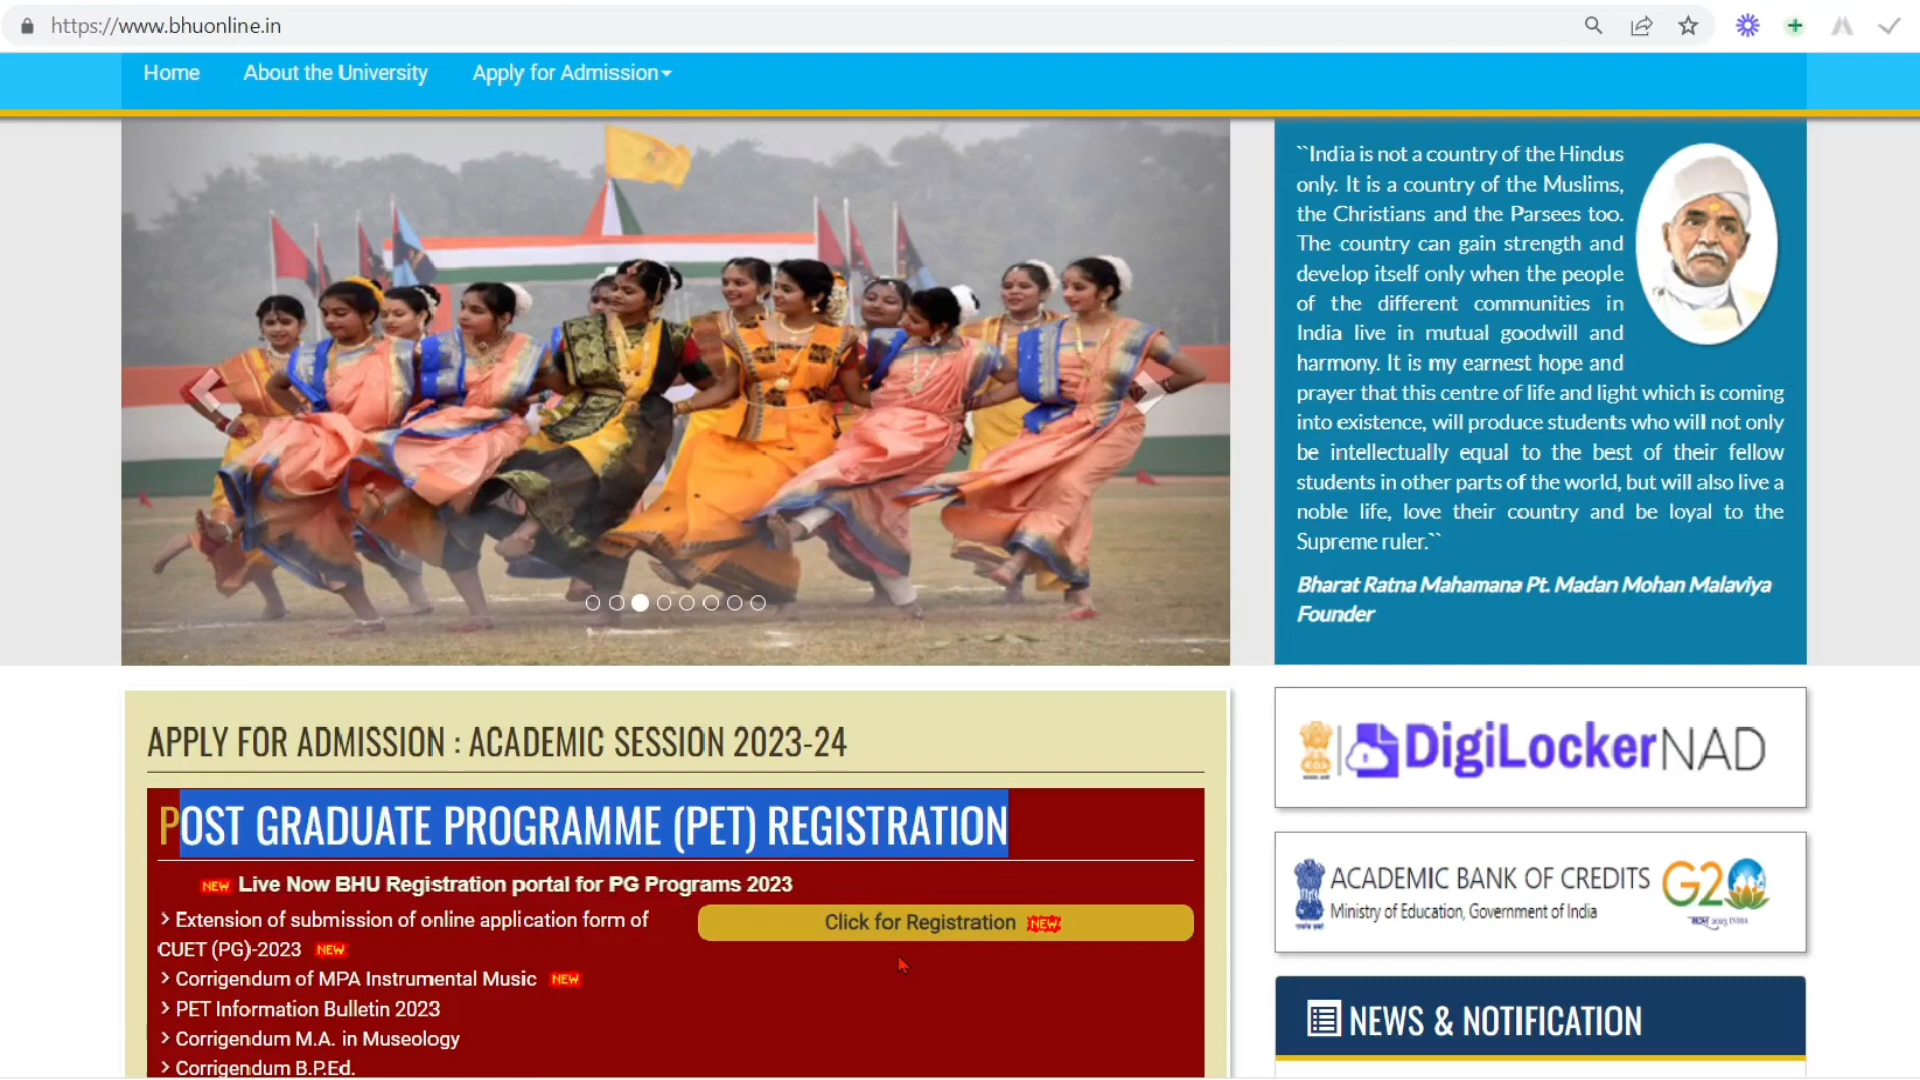 https://www.bhuonline.in
Home
About the University
Apply for Admission
``India is not a country of the Hindus
only. It is a country of the Muslims,
the Christians and the Parsees too.
The country can gain strength and
develop itself only when the people
of the different communities in
India live in mutual goodwill and
harmony. It is my earnest hope and
prayer that this centre of life and light which is coming
into existence, will produce students who will not only
be intellectually equal to the best of their fellow
students in other parts of the world, but will also live a
noble life, love their country and be loyal to the
Supreme ruler.``
Bharat Ratna Mahamana Pt. Madan Mohan Malaviya
Founder
APPLY FOR ADMISSION : ACADEMIC SESSION 2023-24
POST GRADUATE PROGRAMME (PET) REGISTRATION
NEW Live Now BHU Registration portal for PG Programs 2023
> Extension of submission of online application form of
CUET (PG)-2023 NEW
Click for Registration NEW
> Corrigendum of MPA Instrumental Music NEW
> PET Information Bulletin 2023
> Corrigendum M.A. in Museology
> Corrigendum B.P.Ed.
DigiLocker NAD
ACADEMIC BANK OF CREDITS
Ministry of Education, Government of India
G20
NEWS & NOTIFICATION